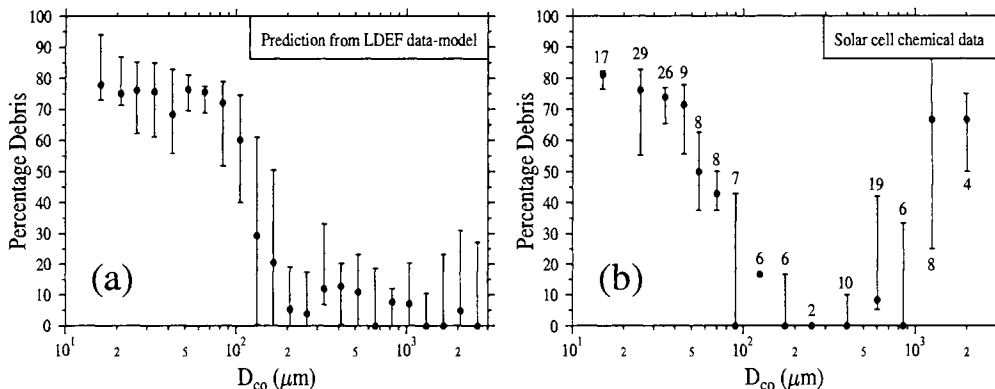 Prediction from LDEF data-model
Percentage Debris
100
90
80
70
60
50
40
30
20
10
0
(a)
10¹ 2 5 10² 2 5 10³ 2
D_co (μm)
Solar cell chemical data
Percentage Debris
100
90
80
70
60
50
40
30
20
10
0
17 29 26 9 8 8 7 6 6 2 10 19 6 8 4
(b)
10¹ 2 5 10² 2 5 10³ 2
D_co (μm)